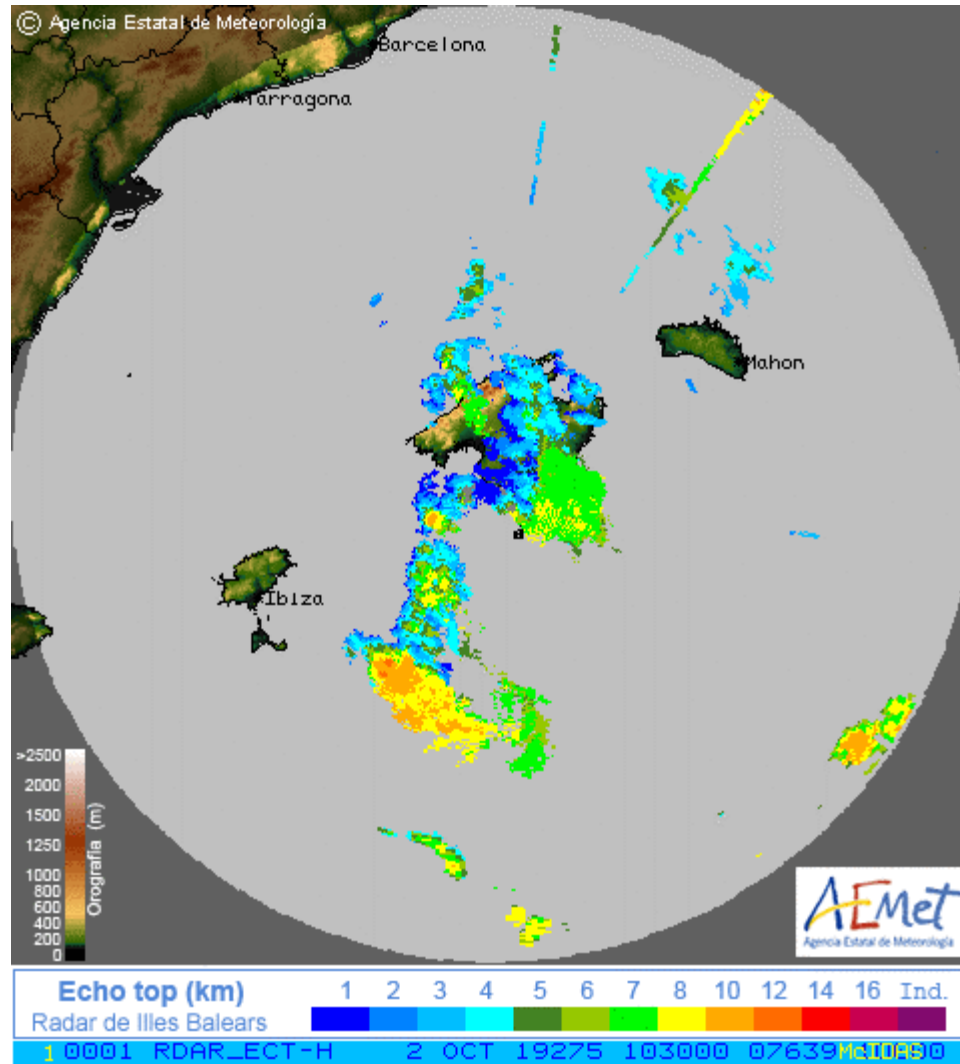 © Agencia Estatal de Meteorología
Barcelona
Tarragona
Mahon
Ibiza
>2500
2000
1500
1250
1000
800
600
400
200
0
Orografía (m)
AEMet
Agencia Estatal de Meteorología
Echo top (km)
1 2 3 4 5 6 7 8 10 12 14 16 Ind.
Radar de Illes Balears
1 0001 RDAR_ECT-H 2 OCT 19275 103000 07639 McIDAS